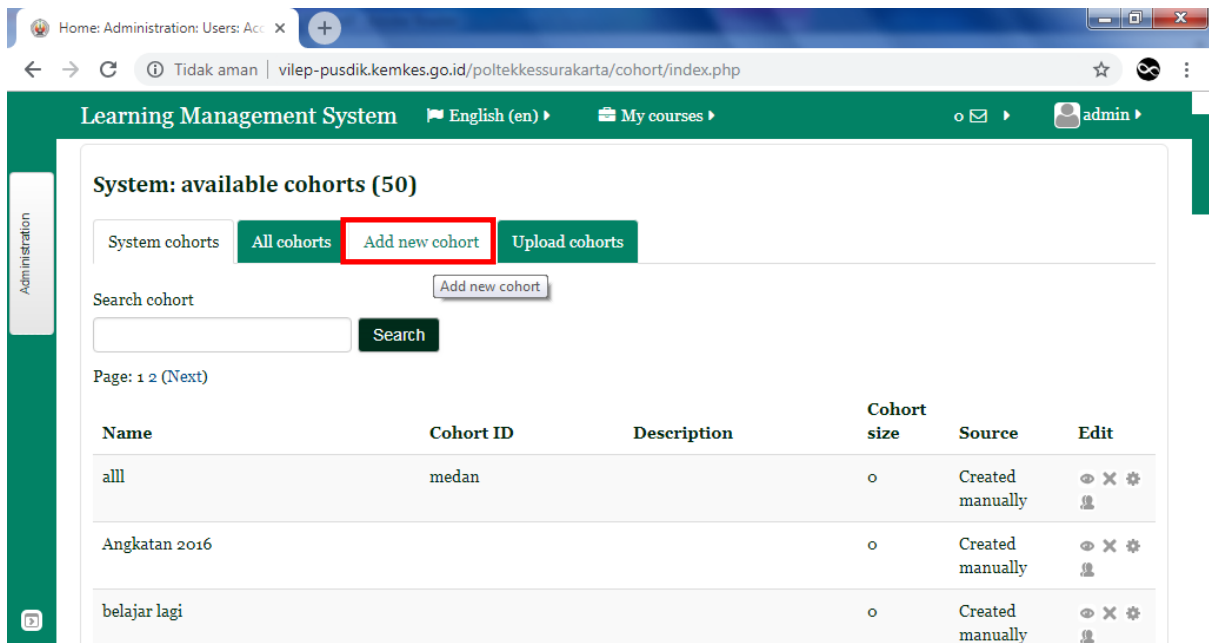 Home: Administration: Users: Acc
Tidak aman | vilep-pusdik.kemkes.go.id/poltekkessurakarta/cohort/index.php
Learning Management System English (en) My courses 0 admin
Administration
System: available cohorts (50)
System cohorts All cohorts Add new cohort Upload cohorts
Add new cohort
Search cohort
Search
Page: 1 2 (Next)
Name Cohort ID Description Cohort size Source Edit
alll medan 0 Created manually
Angkatan 2016 0 Created manually
belajar lagi 0 Created manually